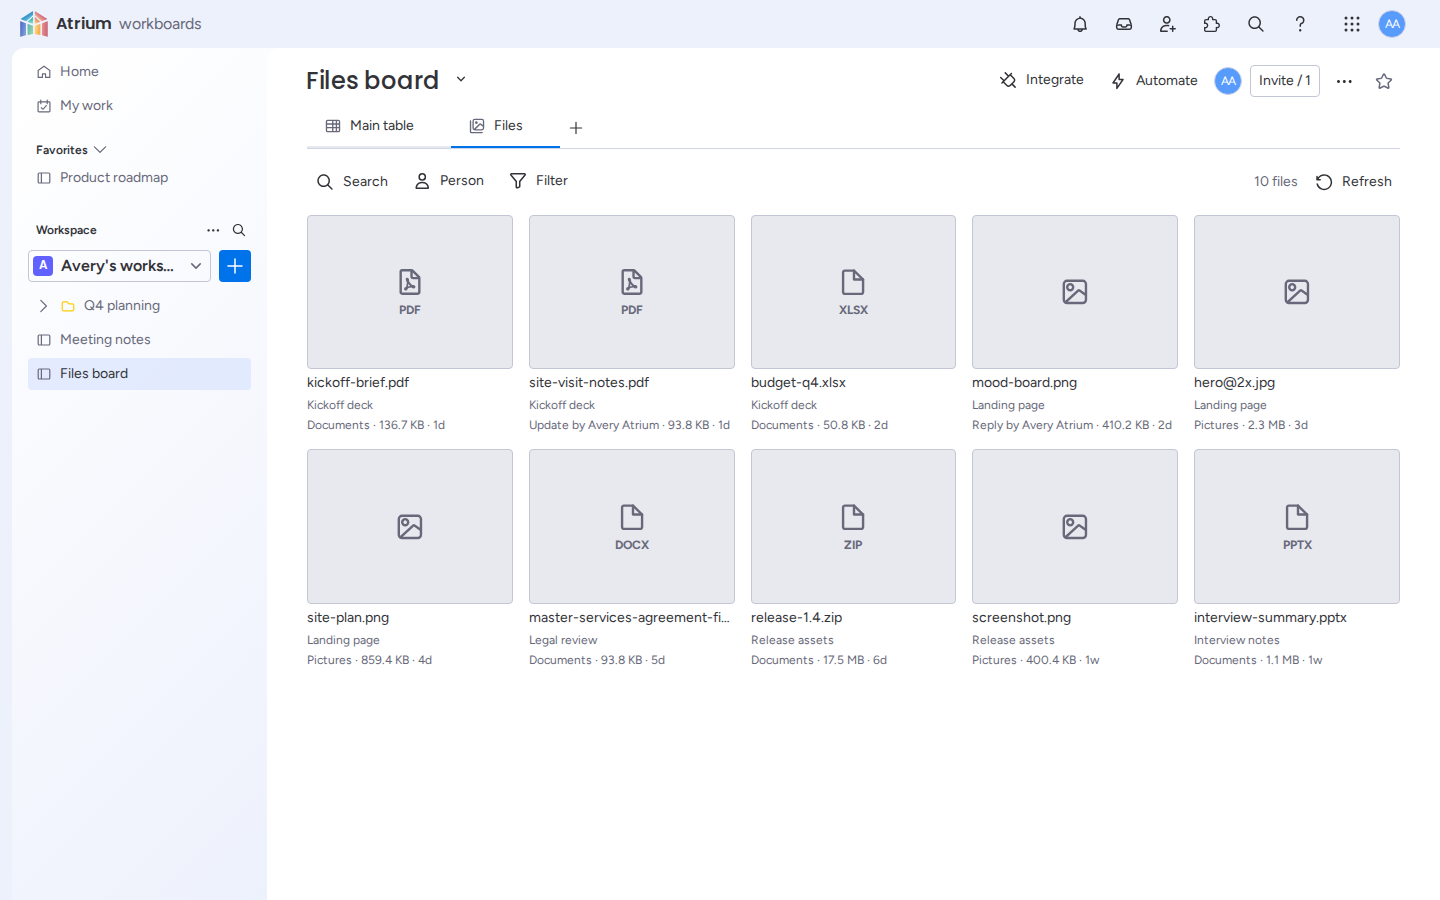 Atrium workboards
AA
Home
My work
Favorites
Product roadmap
Workspace
A Avery's works...
Q4 planning
Meeting notes
Files board
Files board
Integrate
Automate
AA
Invite / 1
Main table
Files
Search
Person
Filter
10 files
Refresh
PDF
kickoff-brief.pdf
Kickoff deck
Documents · 136.7 KB · 1d
PDF
site-visit-notes.pdf
Kickoff deck
Update by Avery Atrium · 93.8 KB · 1d
XLSX
budget-q4.xlsx
Kickoff deck
Documents · 50.8 KB · 2d
mood-board.png
Landing page
Reply by Avery Atrium · 410.2 KB · 2d
hero@2x.jpg
Landing page
Pictures · 2.3 MB · 3d
site-plan.png
Landing page
Pictures · 859.4 KB · 4d
DOCX
master-services-agreement-fi...
Legal review
Documents · 93.8 KB · 5d
ZIP
release-1.4.zip
Release assets
Documents · 17.5 MB · 6d
screenshot.png
Release assets
Pictures · 400.4 KB · 1w
PPTX
interview-summary.pptx
Interview notes
Documents · 1.1 MB · 1w